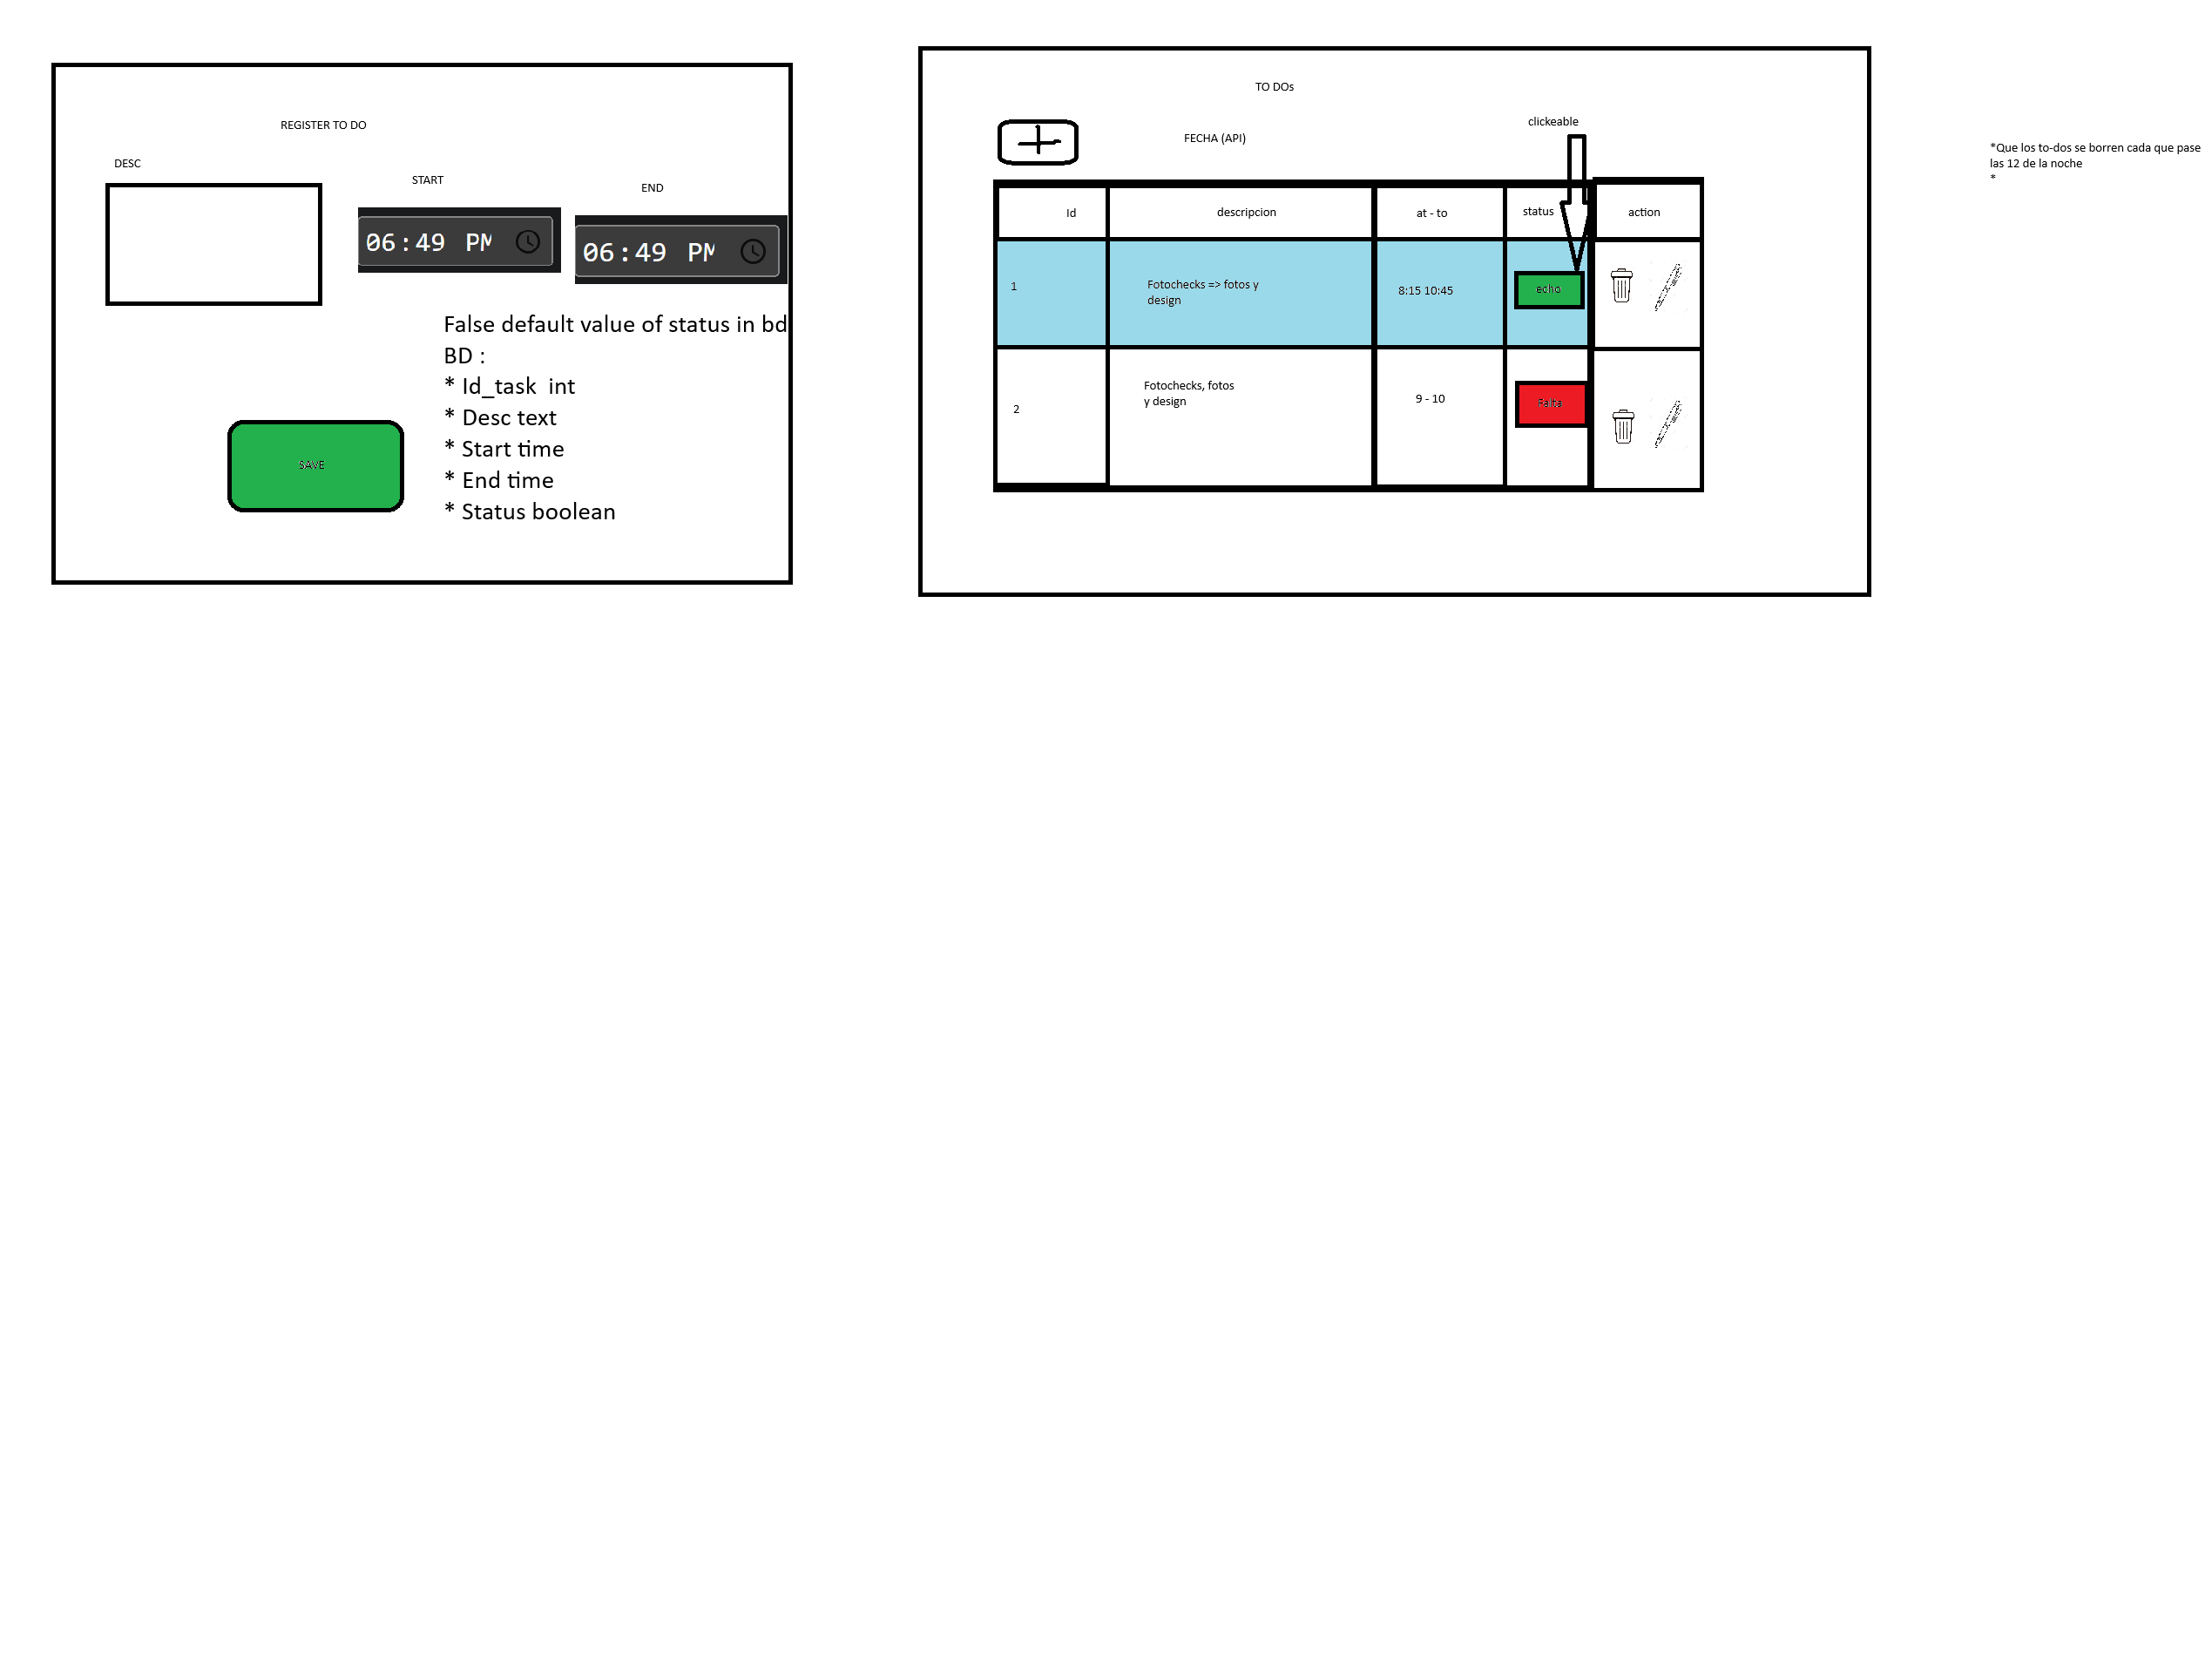 REGISTER TO DO
DESC
START
END
06:49 PM
06:49 PM
False default value of status in bd
BD :
* Id_task  int
* Desc text
* Start time
* End time
* Status boolean
SAVE
TO DOs
FECHA (API)
clickeable
Id
descripcion
at - to
status
action
1
Fotochecks => fotos y
design
8:15 10:45
echo
2
Fotochecks, fotos
y design
9 - 10
Falta
*Que los to-dos se borren cada que pase
las 12 de la noche
*